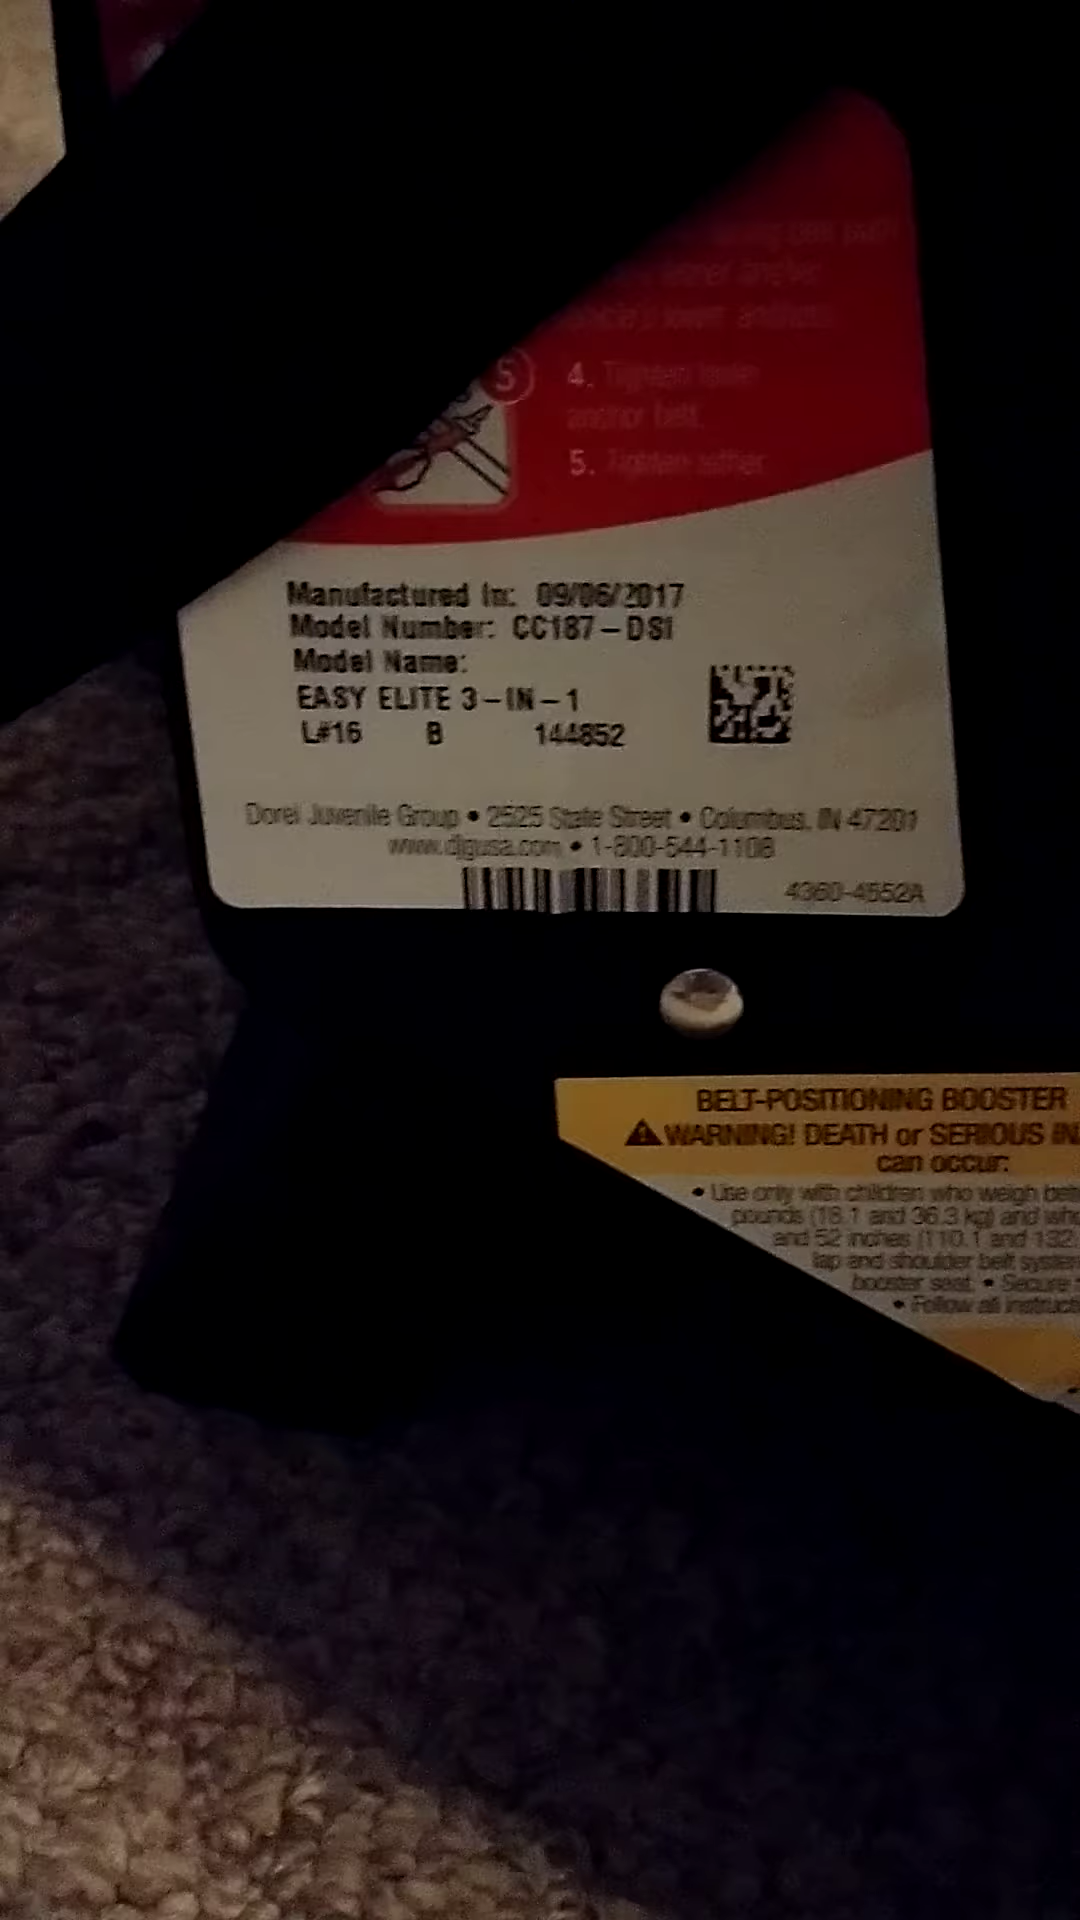 5
4. Tighten lower
anchor belt.
5. Tighten tether.
Manufactured In: 09/06/2017
Model Number: CC187-DSI
Model Name:
EASY ELITE 3-IN-1
L#16 B 144852
Dorel Juvenile Group • 2525 State Street • Columbus, IN 47201
www.djgusa.com • 1-800-544-1108
4360-4552A
BELT-POSITIONING BOOSTER
WARNING! DEATH or SERIOUS IN
can occur:
• Use only with children who weigh bet
pounds (18.1 and 36.3 kg) and who
and 52 inches (110.1 and 132.
lap and shoulder belt system
booster seat. • Secure
• Follow all instruct